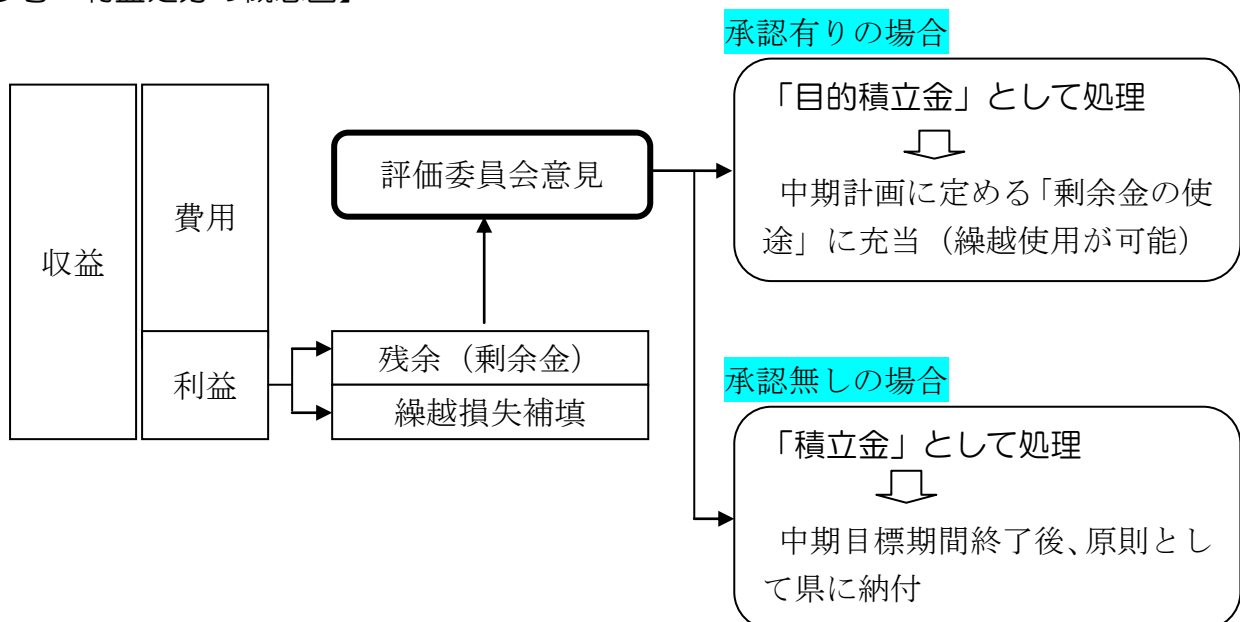 承認有りの場合
「目的積立金」として処理
中期計画に定める「剰余金の使
途」に充当（繰越使用が可能）
評価委員会意見
収益
費用
利益
残余（剰余金）
繰越損失補填
承認無しの場合
「積立金」として処理
中期目標期間終了後、原則とし
て県に納付